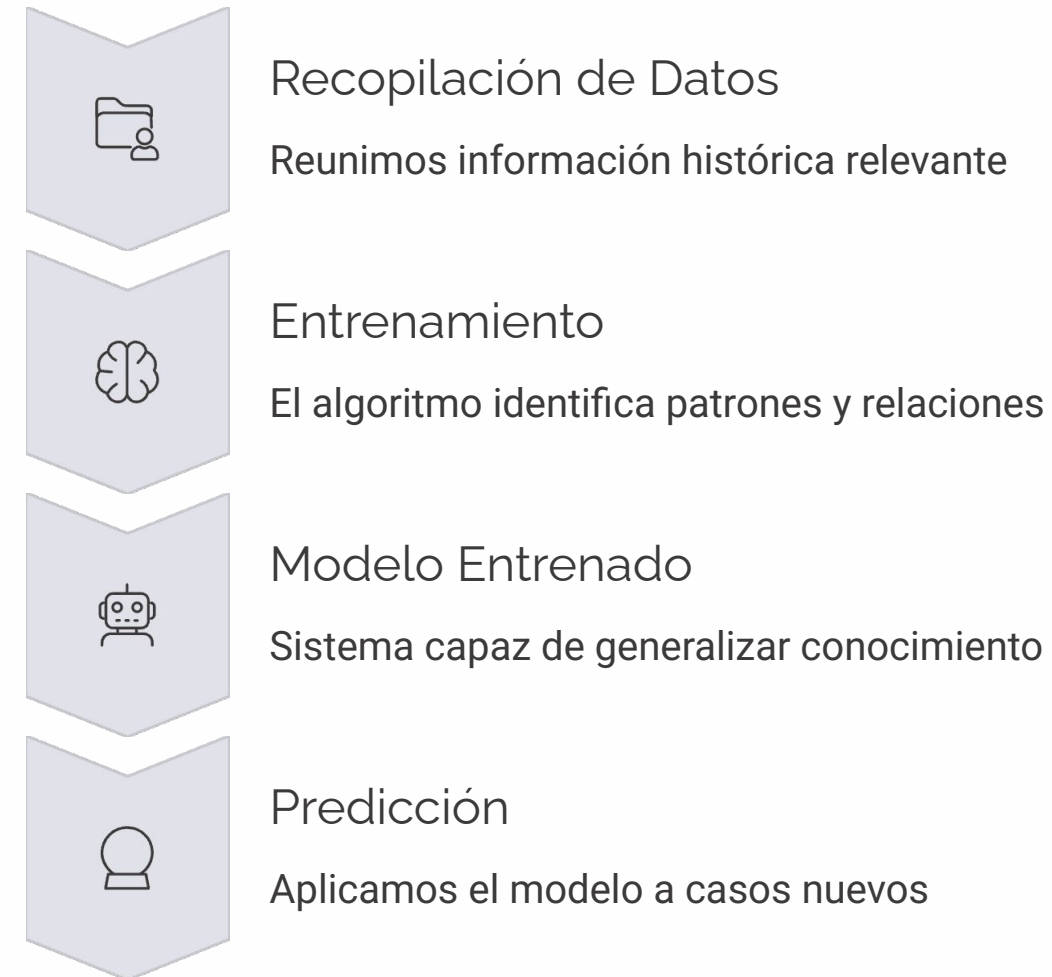 Recopilación de Datos
Reunimos información histórica relevante
Entrenamiento
El algoritmo identifica patrones y relaciones
Modelo Entrenado
Sistema capaz de generalizar conocimiento
Predicción
Aplicamos el modelo a casos nuevos